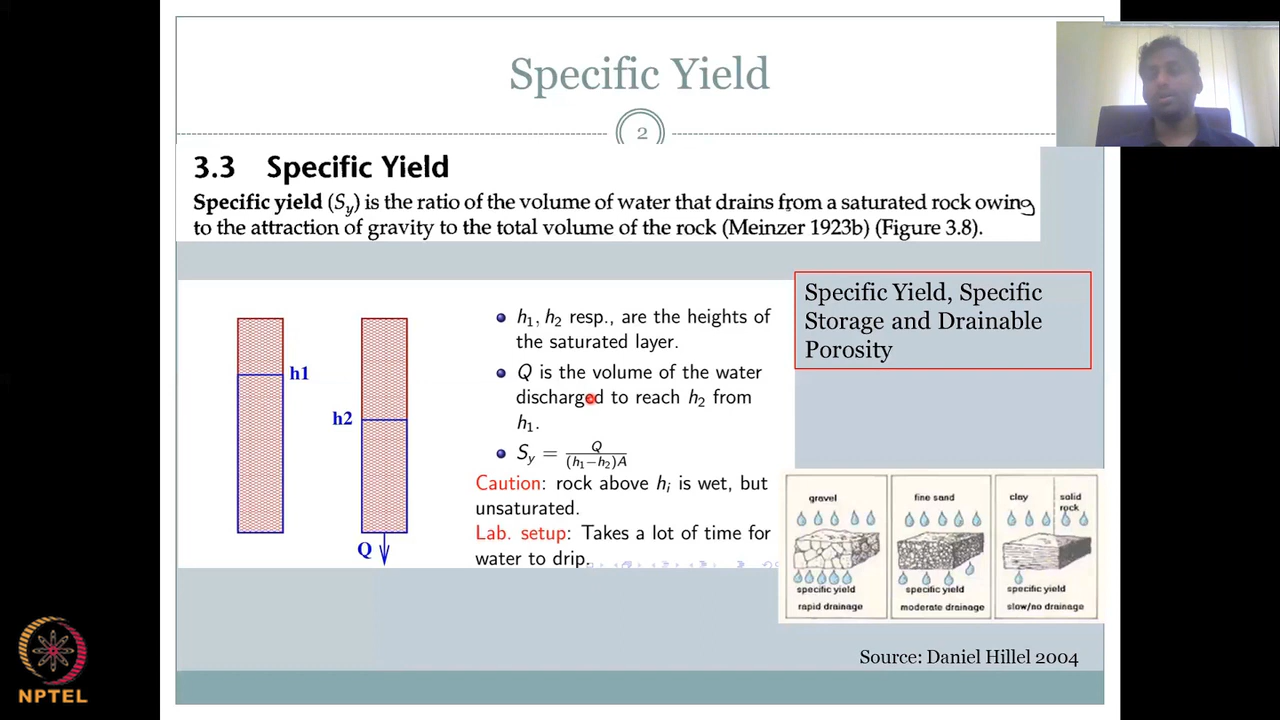 Specific Yield
2
3.3 Specific Yield
Specific yield (Sy) is the ratio of the volume of water that drains from a saturated rock owing
to the attraction of gravity to the total volume of the rock (Meinzer 1923b) (Figure 3.8).
h1
h2
Q
h1, h2 resp., are the heights of
the saturated layer.
Q is the volume of the water
discharged to reach h2 from
h1.
Sy = Q / (h1−h2)A
Caution: rock above hi is wet, but
unsaturated.
Lab. setup: Takes a lot of time for
water to drip.
Specific Yield, Specific
Storage and Drainable
Porosity
gravel
specific yield
rapid drainage
fine sand
specific yield
moderate drainage
clay
solid
rock
specific yield
slow/no drainage
Source: Daniel Hillel 2004
NPTEL